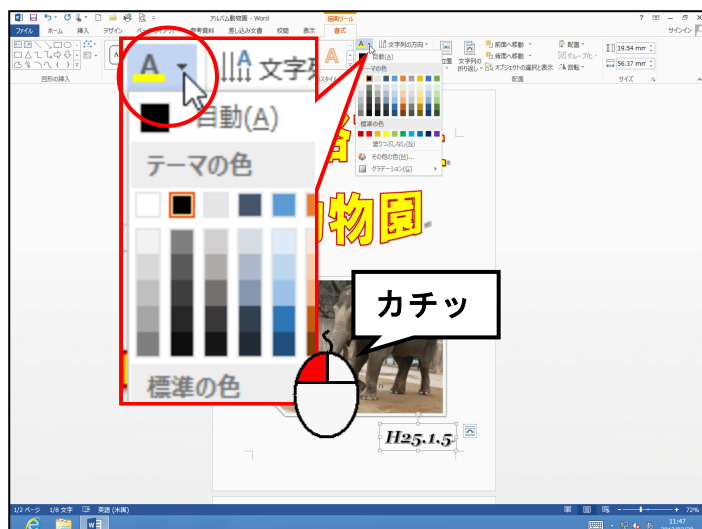 アルバム動物園 - Word
描画ツール
サインイン
ファイル ホーム 挿入 デザイン ページレイアウト 参考資料 差し込み文書 校閲 表示 書式
文字列の方向
前面へ移動 配置
背面へ移動 グループ化
オブジェクトの選択と表示 回転
文字列の
折り返し
19.54 mm
56.37 mm
図形の挿入 配置 サイズ
自動(A)
テーマの色
標準の色
塗りつぶしなし(N)
その他の色(M)...
グラデーション(G)
A 文字列
自動(A)
テーマの色
標準の色
物園
カチッ
H25.1.5.
1/2 ページ 1/8 文字 英語 (米国)
72%
11:47